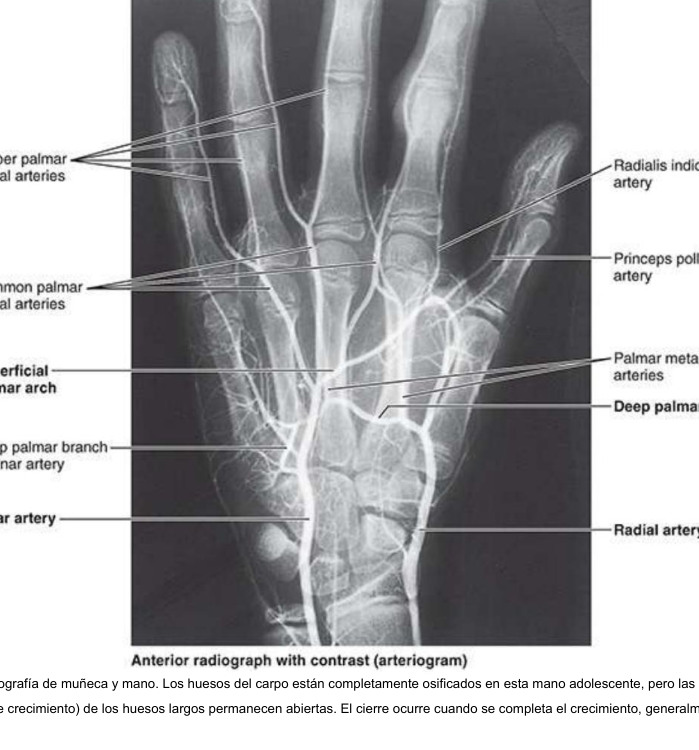 per palmar
al arteries
mmon palmar
al arteries
erficial
mar arch
p palmar branch
nar artery
ar artery
Radialis indic
artery
Princeps poll
artery
Palmar meta
arteries
Deep palma
Radial artery
Anterior radiograph with contrast (arteriogram)
ografía de muñeca y mano. Los huesos del carpo están completamente osificados en esta mano adolescente, pero las
e crecimiento) de los huesos largos permanecen abiertas. El cierre ocurre cuando se completa el crecimiento, generalm